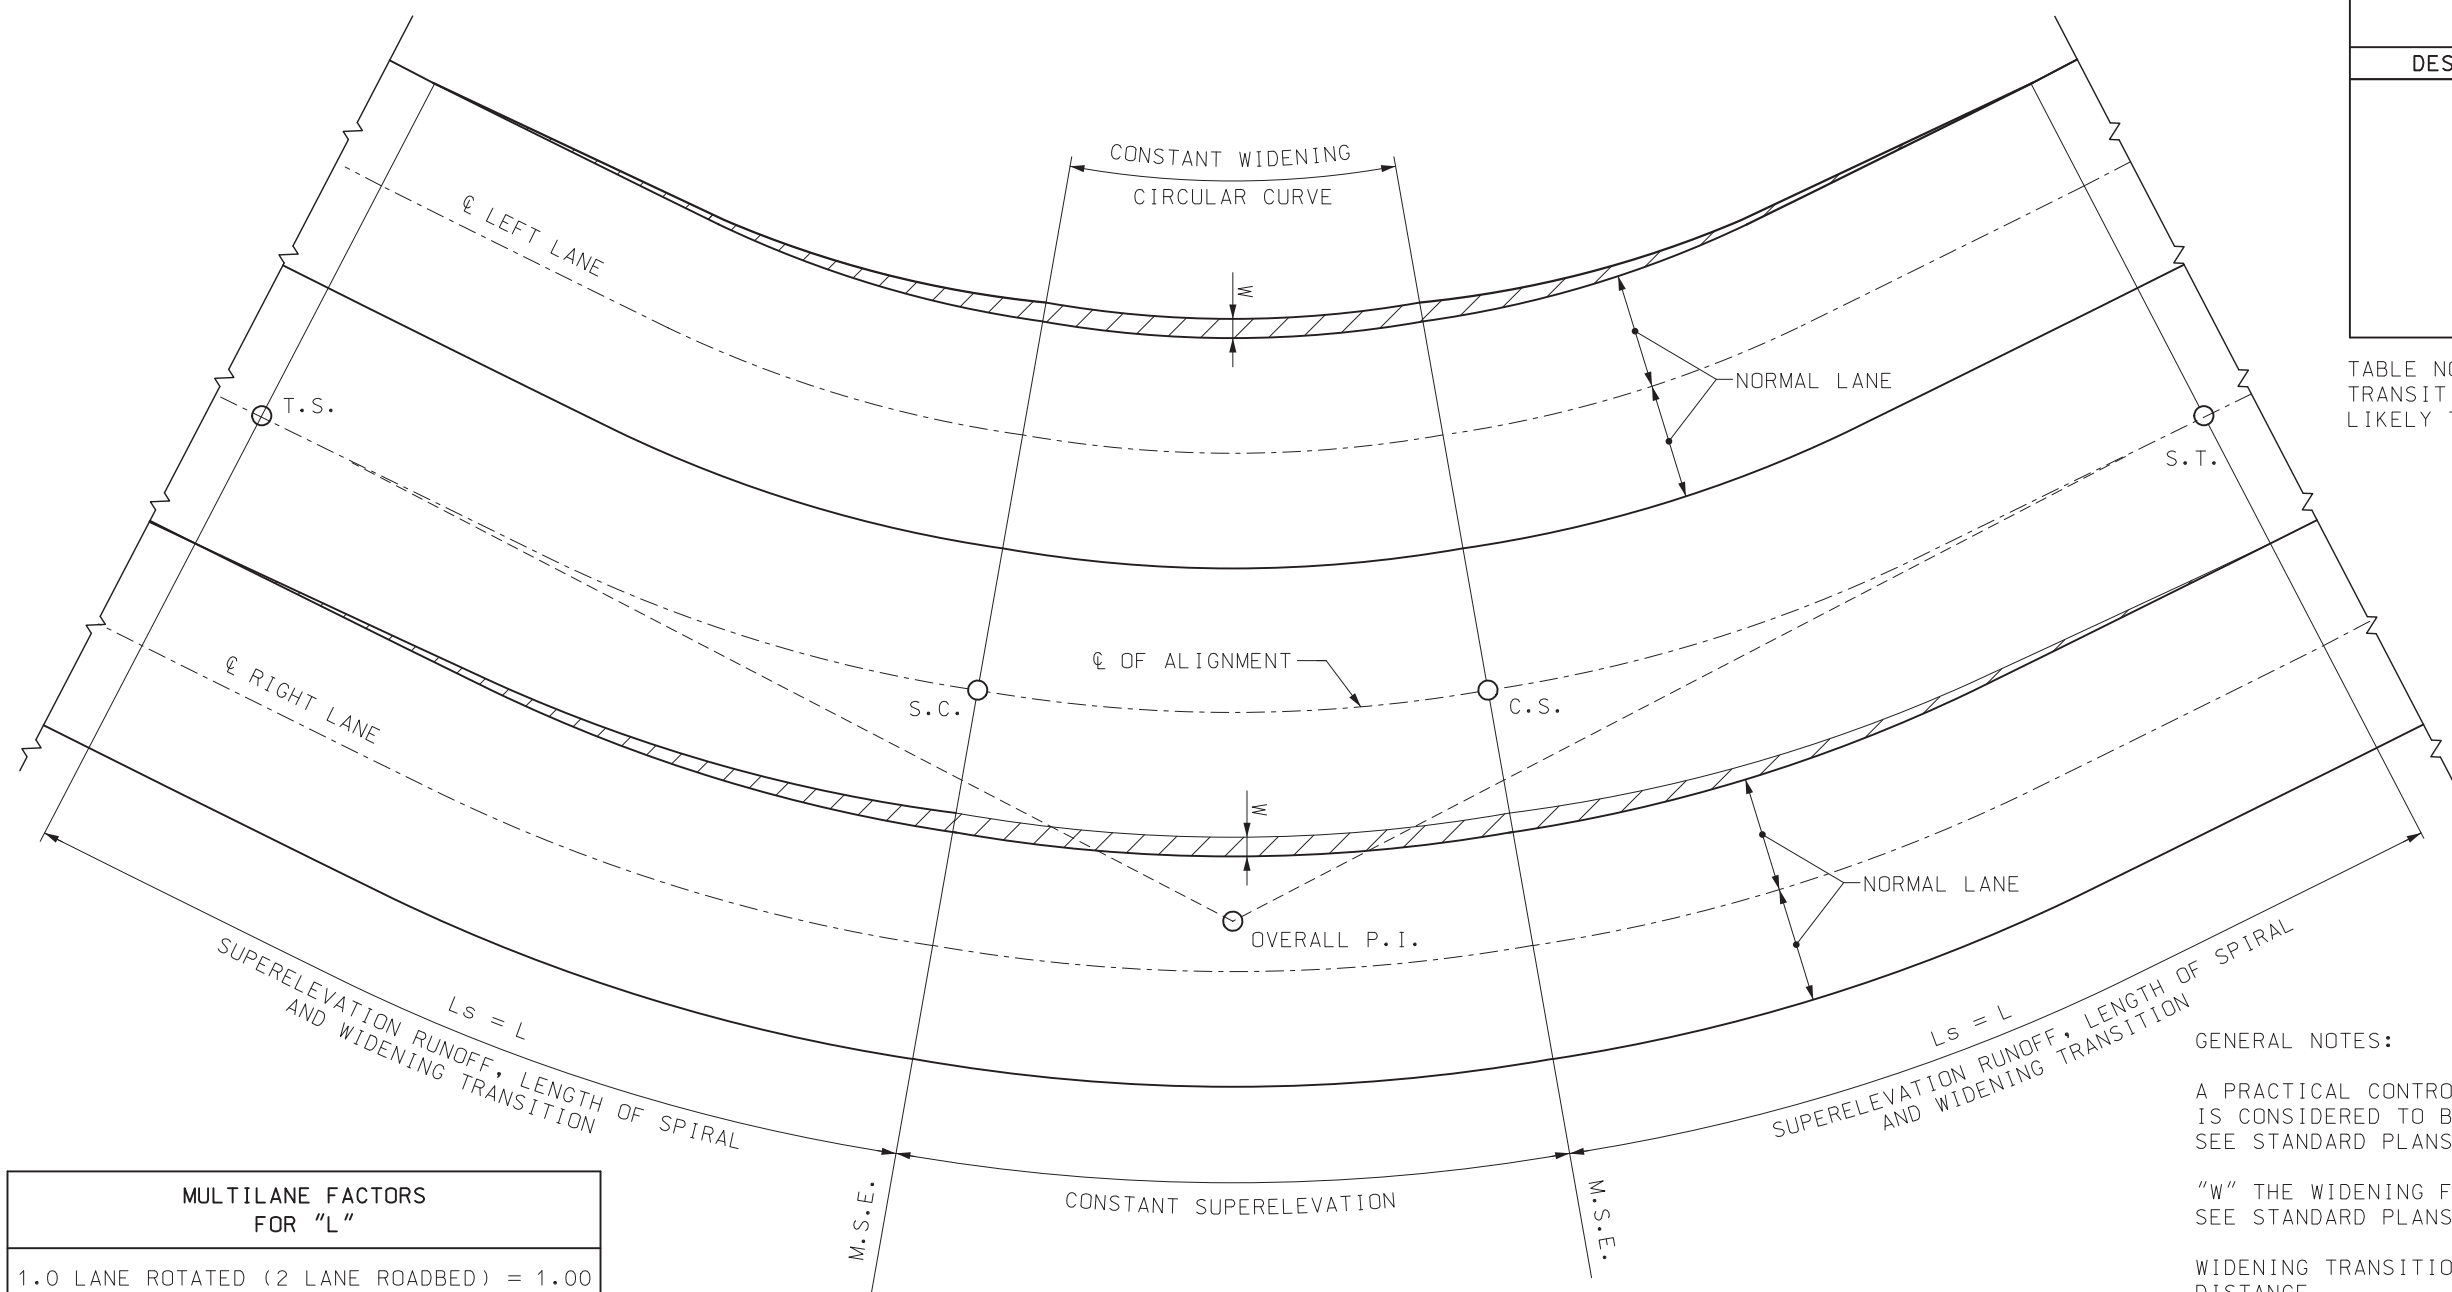 CONSTANT WIDENING
CIRCULAR CURVE
℄ LEFT LANE
W
NORMAL LANE
T.S.
S.T.
℄ OF ALIGNMENT
S.C.
C.S.
℄ RIGHT LANE
W
NORMAL LANE
OVERALL P.I.
Ls = L
SUPERELEVATION RUNOFF, LENGTH OF SPIRAL
AND WIDENING TRANSITION
Ls = L
SUPERELEVATION RUNOFF, LENGTH OF SPIRAL
AND WIDENING TRANSITION
CONSTANT SUPERELEVATION
M.S.E.
M.S.E.
MULTILANE FACTORS
FOR "L"
1.0 LANE ROTATED (2 LANE ROADBED) = 1.00
DES
TABLE NO
TRANSIT
LIKELY T
GENERAL NOTES:
A PRACTICAL CONTRO
IS CONSIDERED TO B
SEE STANDARD PLANS
"W" THE WIDENING F
SEE STANDARD PLANS
WIDENING TRANSITIO
DISTANCE